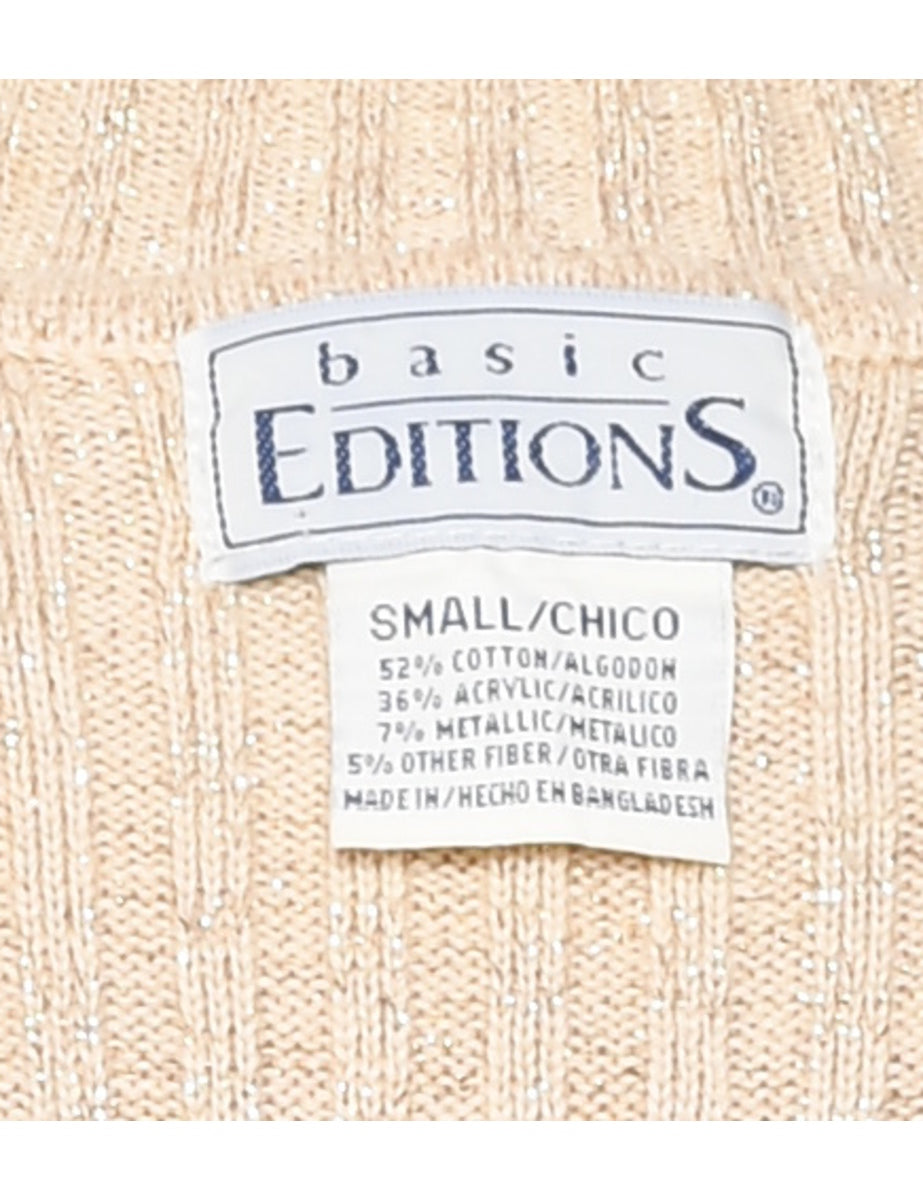 basic
EDITIONS®
SMALL/CHICO
52% COTTON/ALGODON
36% ACRYLIC/ACRILICO
7% METALLIC/METALICO
5% OTHER FIBER/OTRA FIBRA
MADE IN/HECHO EN BANGLADESH